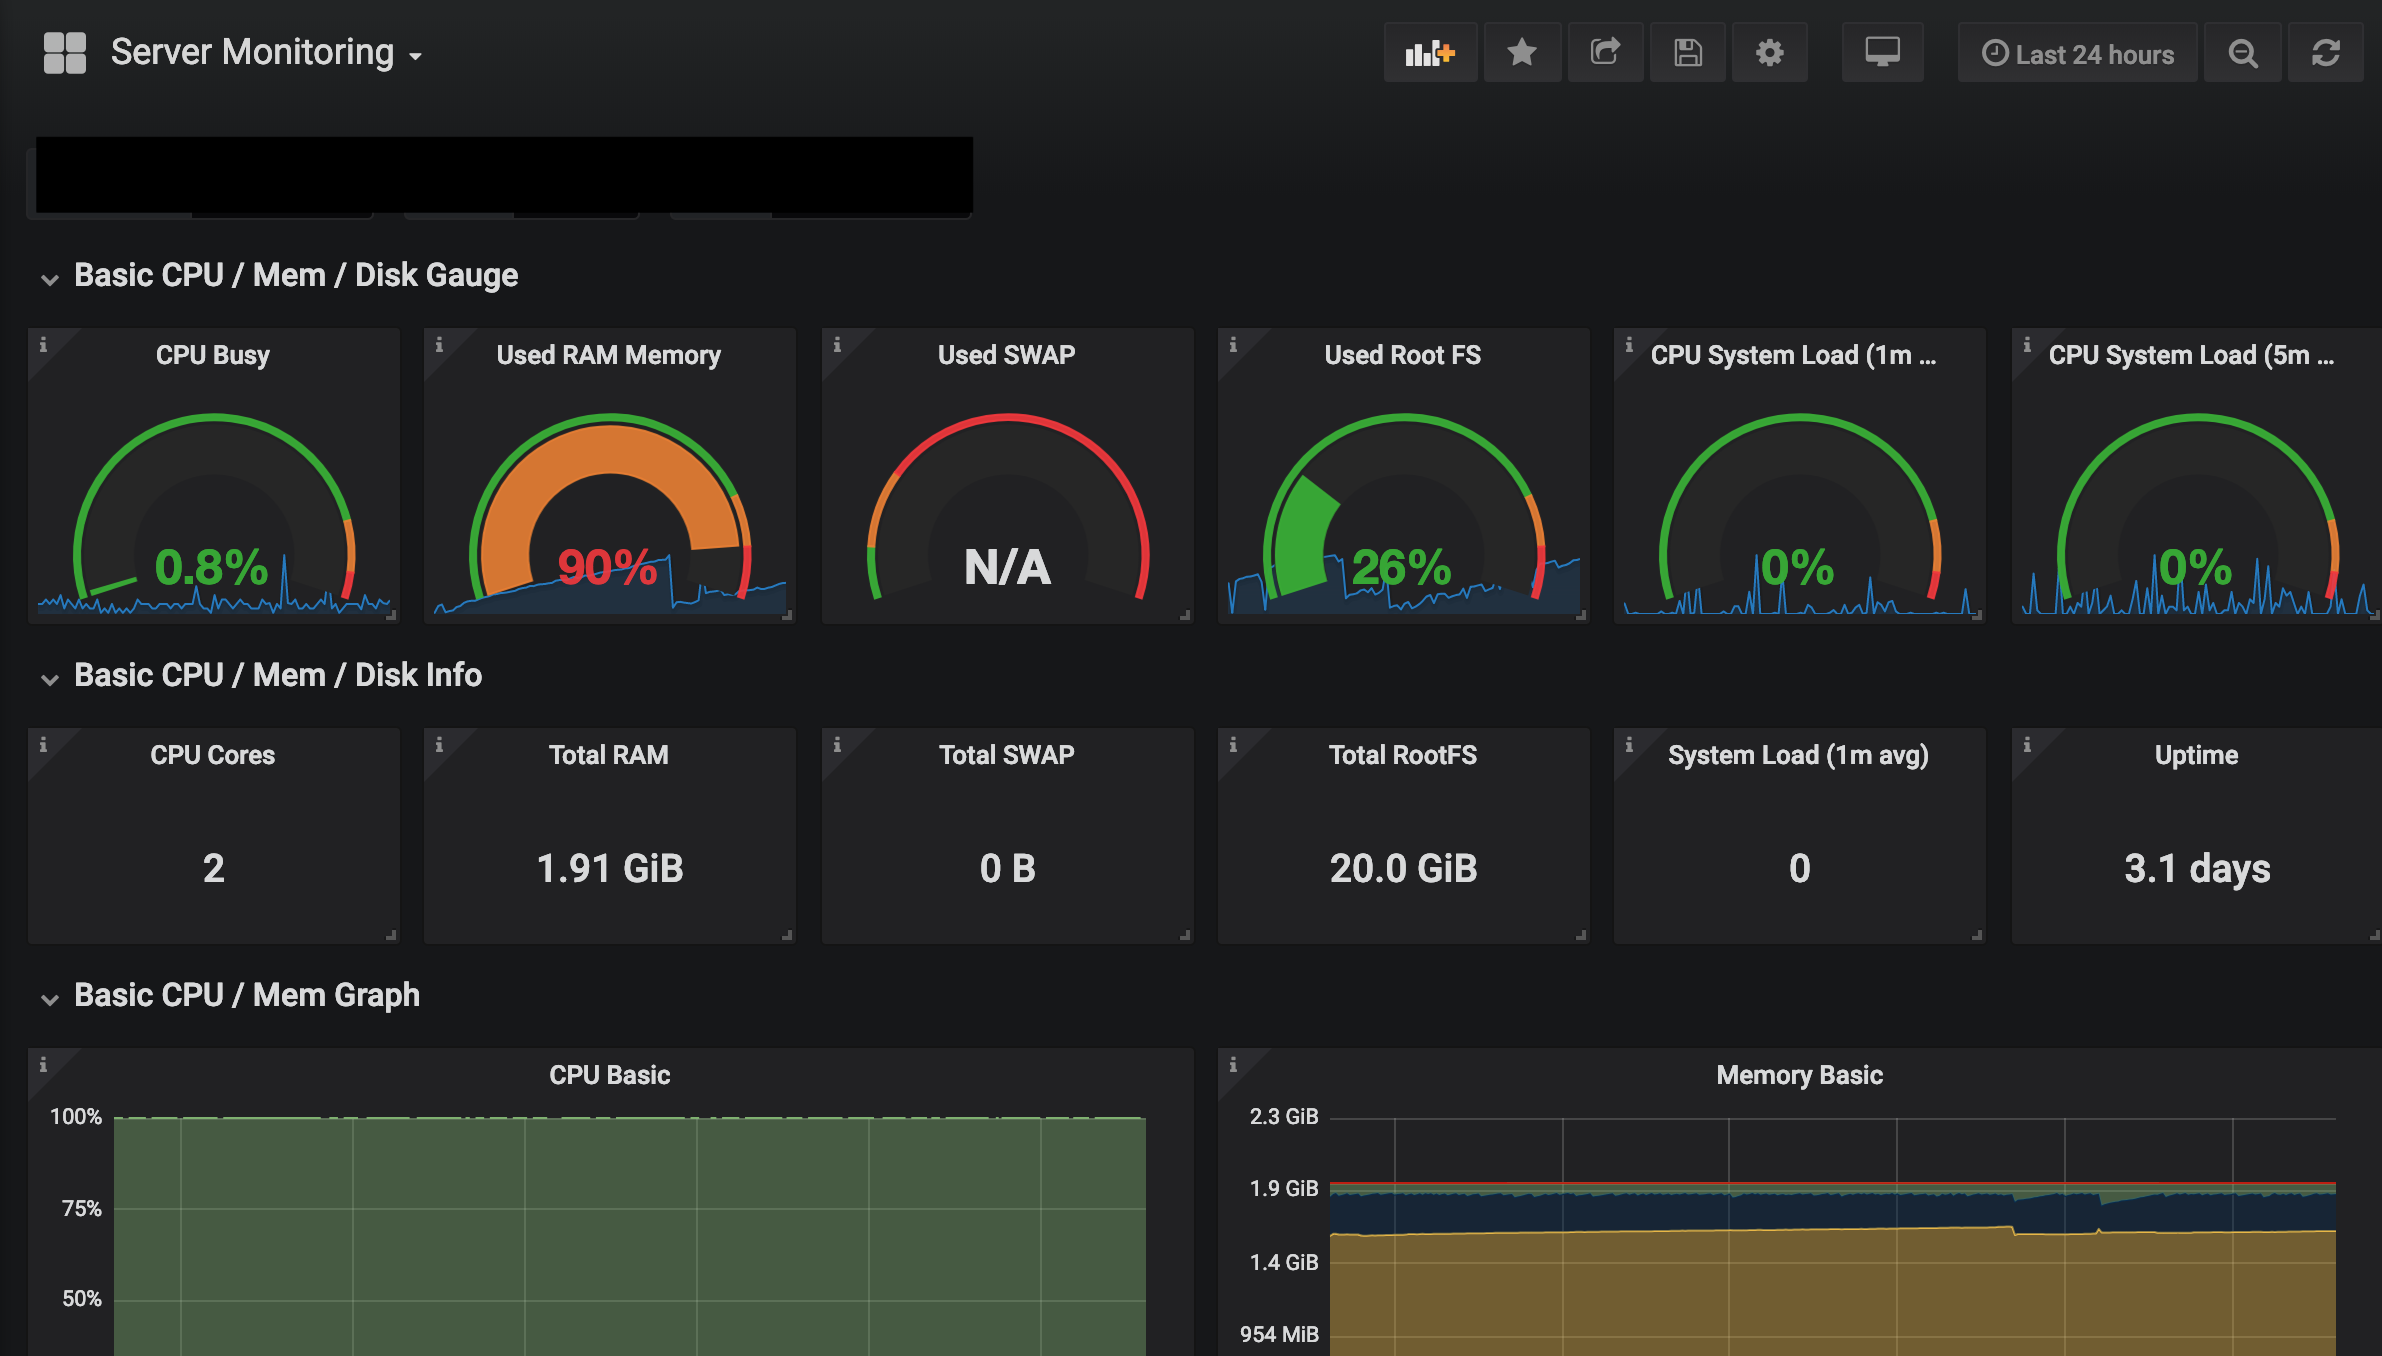 Server Monitoring
Last 24 hours
Basic CPU / Mem / Disk Gauge
CPU Busy
Used RAM Memory
Used SWAP
Used Root FS
CPU System Load (1m ...
CPU System Load (5m ...
0.8%
90%
N/A
26%
0%
0%
Basic CPU / Mem / Disk Info
CPU Cores
Total RAM
Total SWAP
Total RootFS
System Load (1m avg)
Uptime
2
1.91 GiB
0 B
20.0 GiB
0
3.1 days
Basic CPU / Mem Graph
CPU Basic
100%
75%
50%
Memory Basic
2.3 GiB
1.9 GiB
1.4 GiB
954 MiB